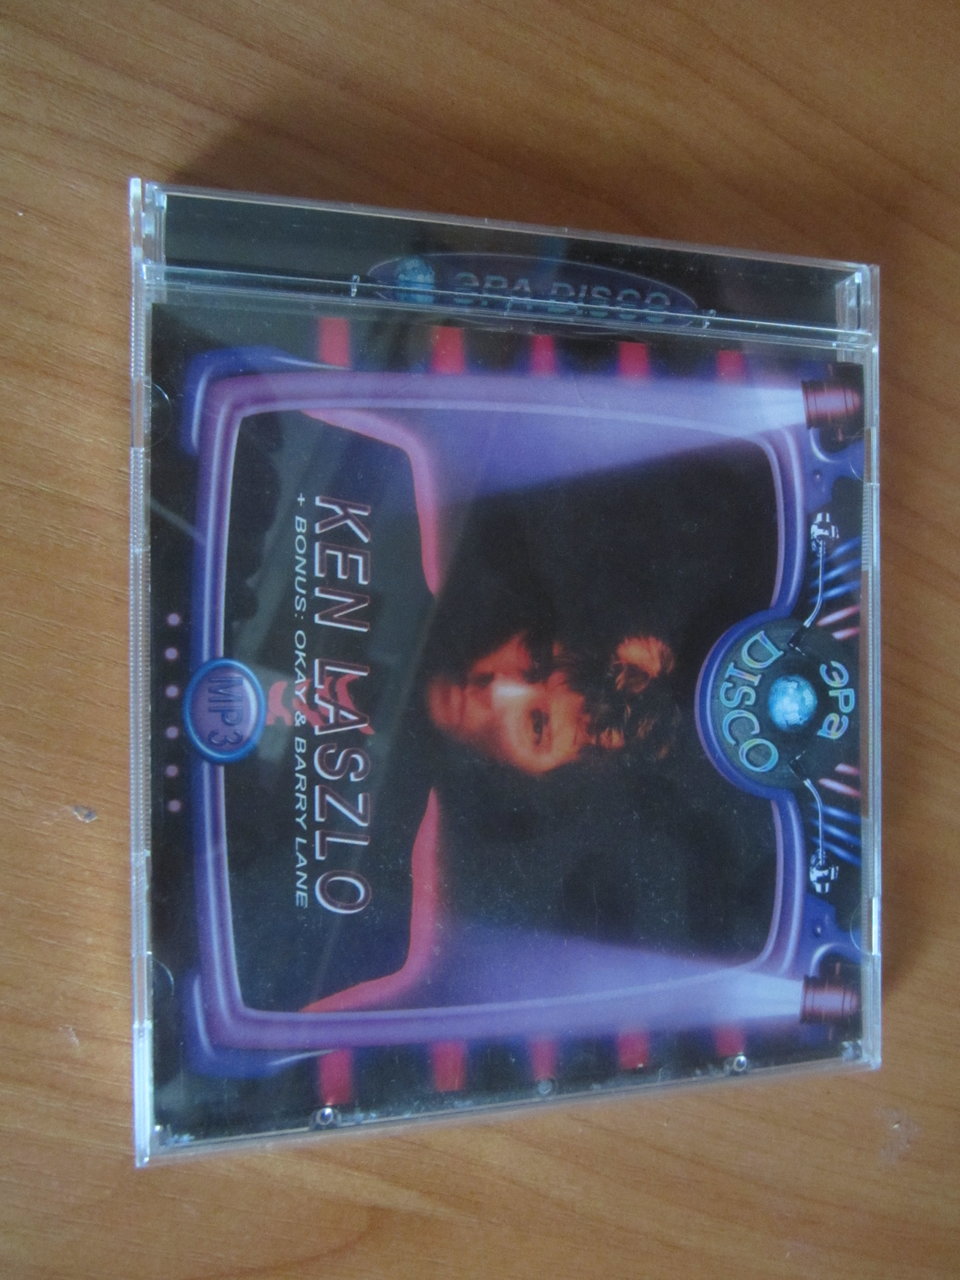 ЭРА DISCO
эра
DISCO
KEN LASZLO
+ BONUS: OKAY & BARRY LANE
MP3